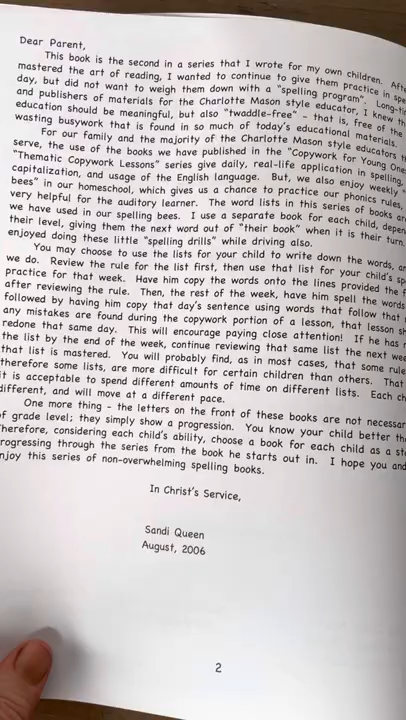 Dear Parent,
This book is the second in a series that I wrote for my own children. Afte
mastered the art of reading, I wanted to continue to give them practice in spe
day, but did not want to weigh them down with a "spelling program". Long-ti
and publishers of materials for the Charlotte Mason style educator, I knew th
education should be meaningful, but also "twaddle-free" - that is, free of the
wasting busywork that is found in so much of today's educational materials.
For our family and the majority of the Charlotte Mason style educators t
serve, the use of the books we have published in the "Copywork for Young One
"Thematic Copywork Lessons" series give daily, real-life application in spelling,
capitalization, and usage of the English language. But, we also enjoy weekly
bees" in our homeschool, which gives us a chance to practice our phonics rules,
very helpful for the auditory learner. The word lists in this series of books ar
we have used in our spelling bees. I use a separate book for each child, depen
their level, giving them the next word out of "their book" when it is their turn.
enjoyed doing these little "spelling drills" while driving also.
You may choose to use the lists for your child to write down the words, or
we do. Review the rule for the list first, then use that list for your child's sp
practice for that week. Have him copy the words onto the lines provided the f
after reviewing the rule. Then, the rest of the week, have him spell the words
followed by having him copy that day's sentence using words that follow that
any mistakes are found during the copywork portion of a lesson, that lesson sh
redone that same day. This will encourage paying close attention! If he has n
the list by the end of the week, continue reviewing that same list the next wee
that list is mastered. You will probably find, as in most cases, that some rule
therefore some lists, are more difficult for certain children than others. That
it is acceptable to spend different amounts of time on different lists. Each ch
different, and will move at a different pace.
One more thing - the letters on the front of these books are not necessar
of grade level; they simply show a progression. You know your child better th
Therefore, considering each child's ability, choose a book for each child as a st
rogressing through the series from the book he starts out in. I hope you and
njoy this series of non-overwhelming spelling books.
In Christ's Service,
Sandi Queen
August, 2006
2